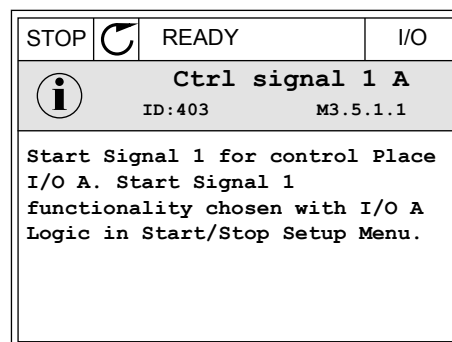 STOP READY I/O
Ctrl signal 1 A
ID:403 M3.5.1.1
Start Signal 1 for control Place
I/O A. Start Signal 1
functionality chosen with I/O A
Logic in Start/Stop Setup Menu.